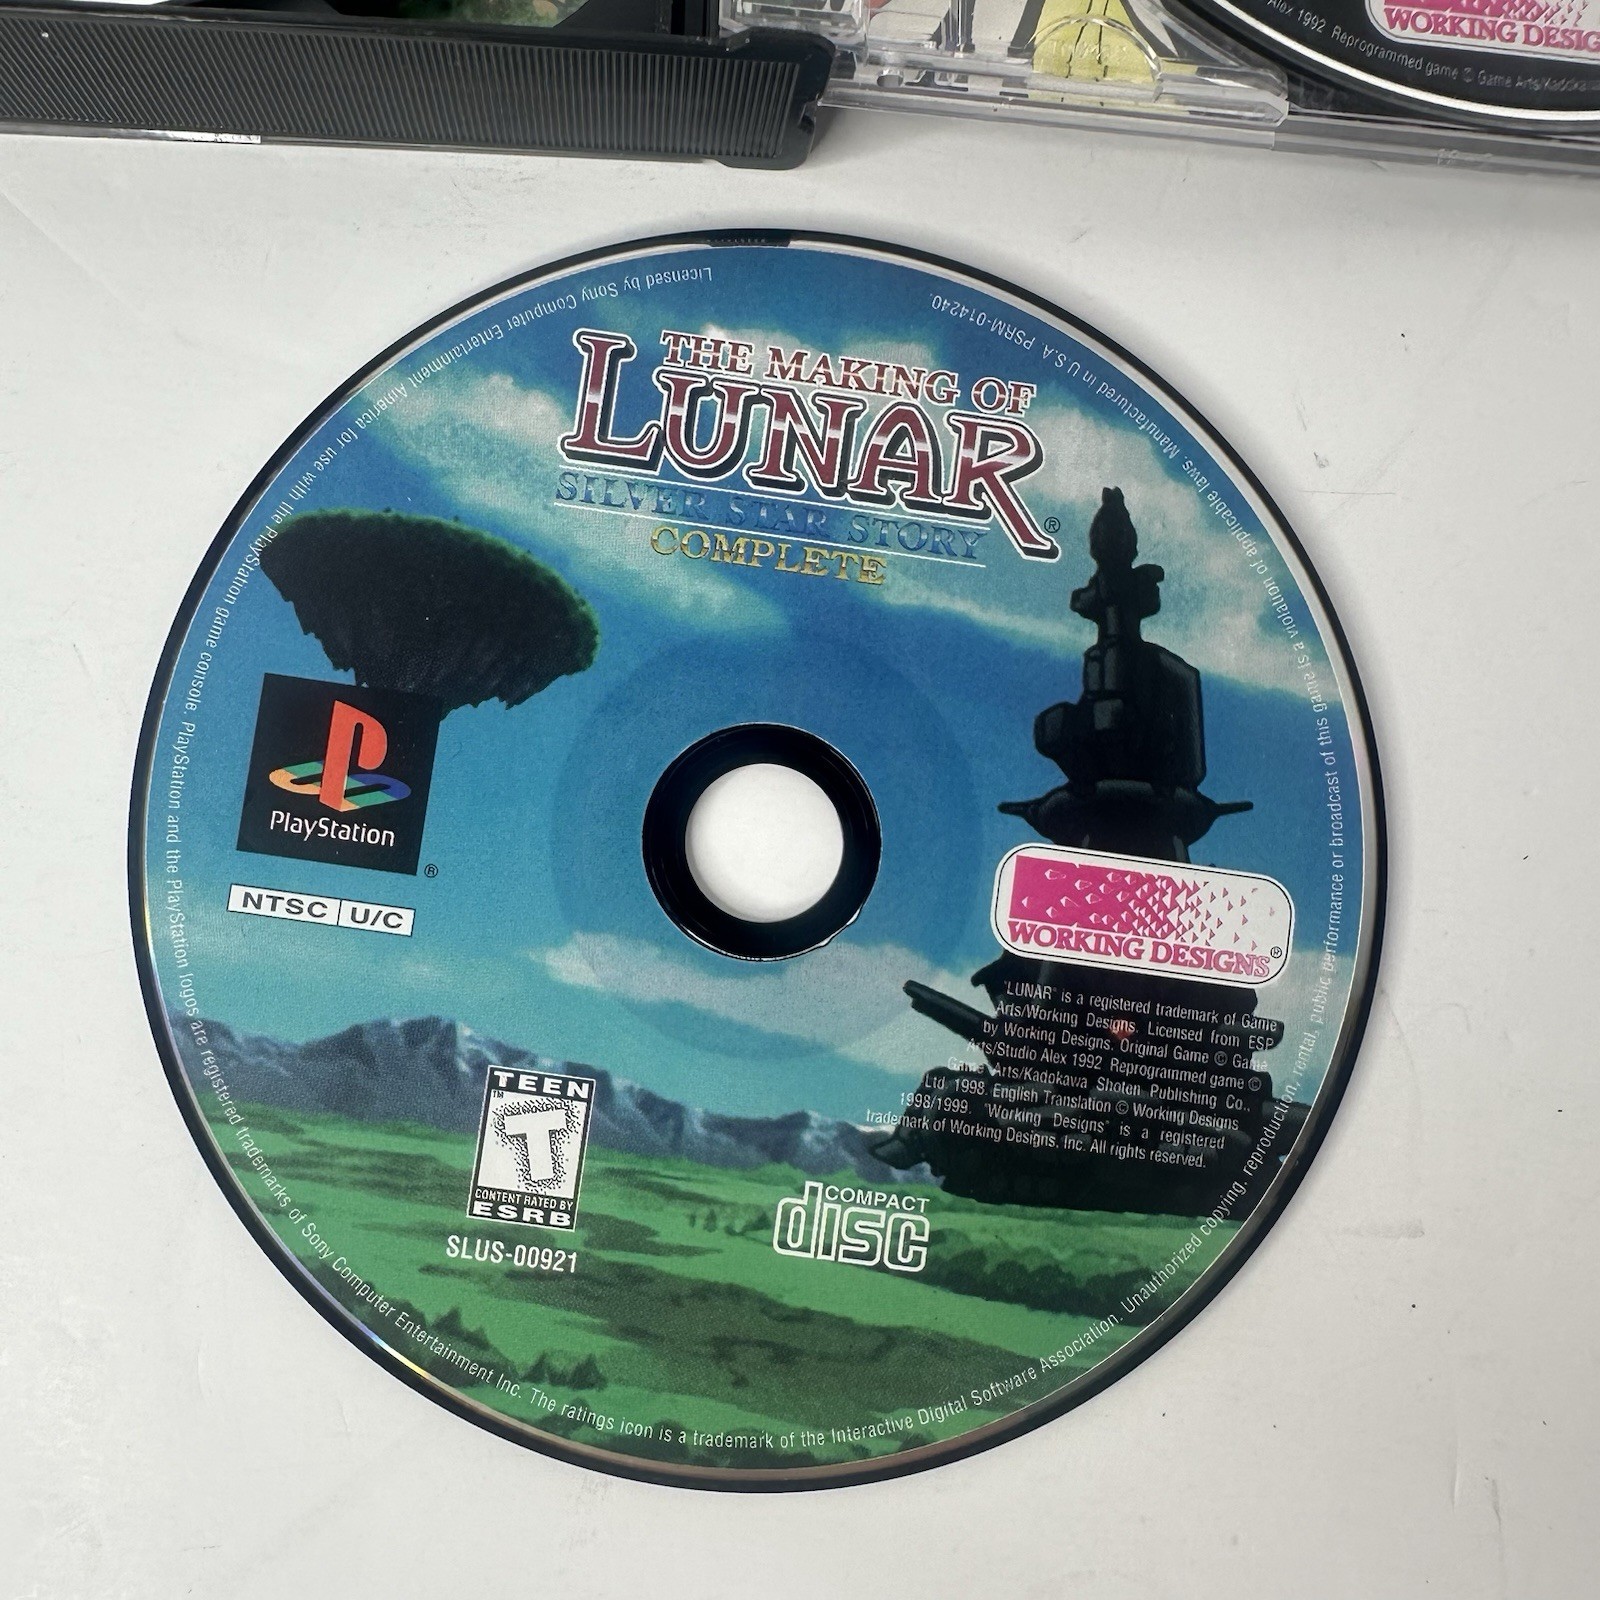 Alex 1992 Reprogrammed game © Game Arts/Kadoka
WORKING DESIG
THE MAKING OF
LUNAR®
SILVER STAR STORY
COMPLETE
PlayStation
®
NTSC U/C
WORKING DESIGNS®
"LUNAR" is a registered trademark of Game
Arts/Working Designs. Licensed from ESP
by Working Designs. Original Game © Game
Arts/Studio Alex 1992 Reprogrammed game ©
Game Arts/Kadokawa Shoten Publishing Co.,
Ltd. 1998. English Translation © Working Designs
1998/1999. "Working Designs" is a registered
trademark of Working Designs, Inc. All rights reserved.
TEEN
TM
T
CONTENT RATED BY
ESRB
SLUS-00921
COMPACT
disc
Licensed by Sony Computer Entertainment America for use with the PlayStation game console. PlayStation and the PlayStation logos are registered trademarks of Sony Computer Entertainment Inc. The ratings icon is a trademark of the Interactive Digital Software Association. Unauthorized copying, reproduction, rental, public performance or broadcast of this game is a violation of applicable laws. Manufactured in U.S.A. PSRM-014240.